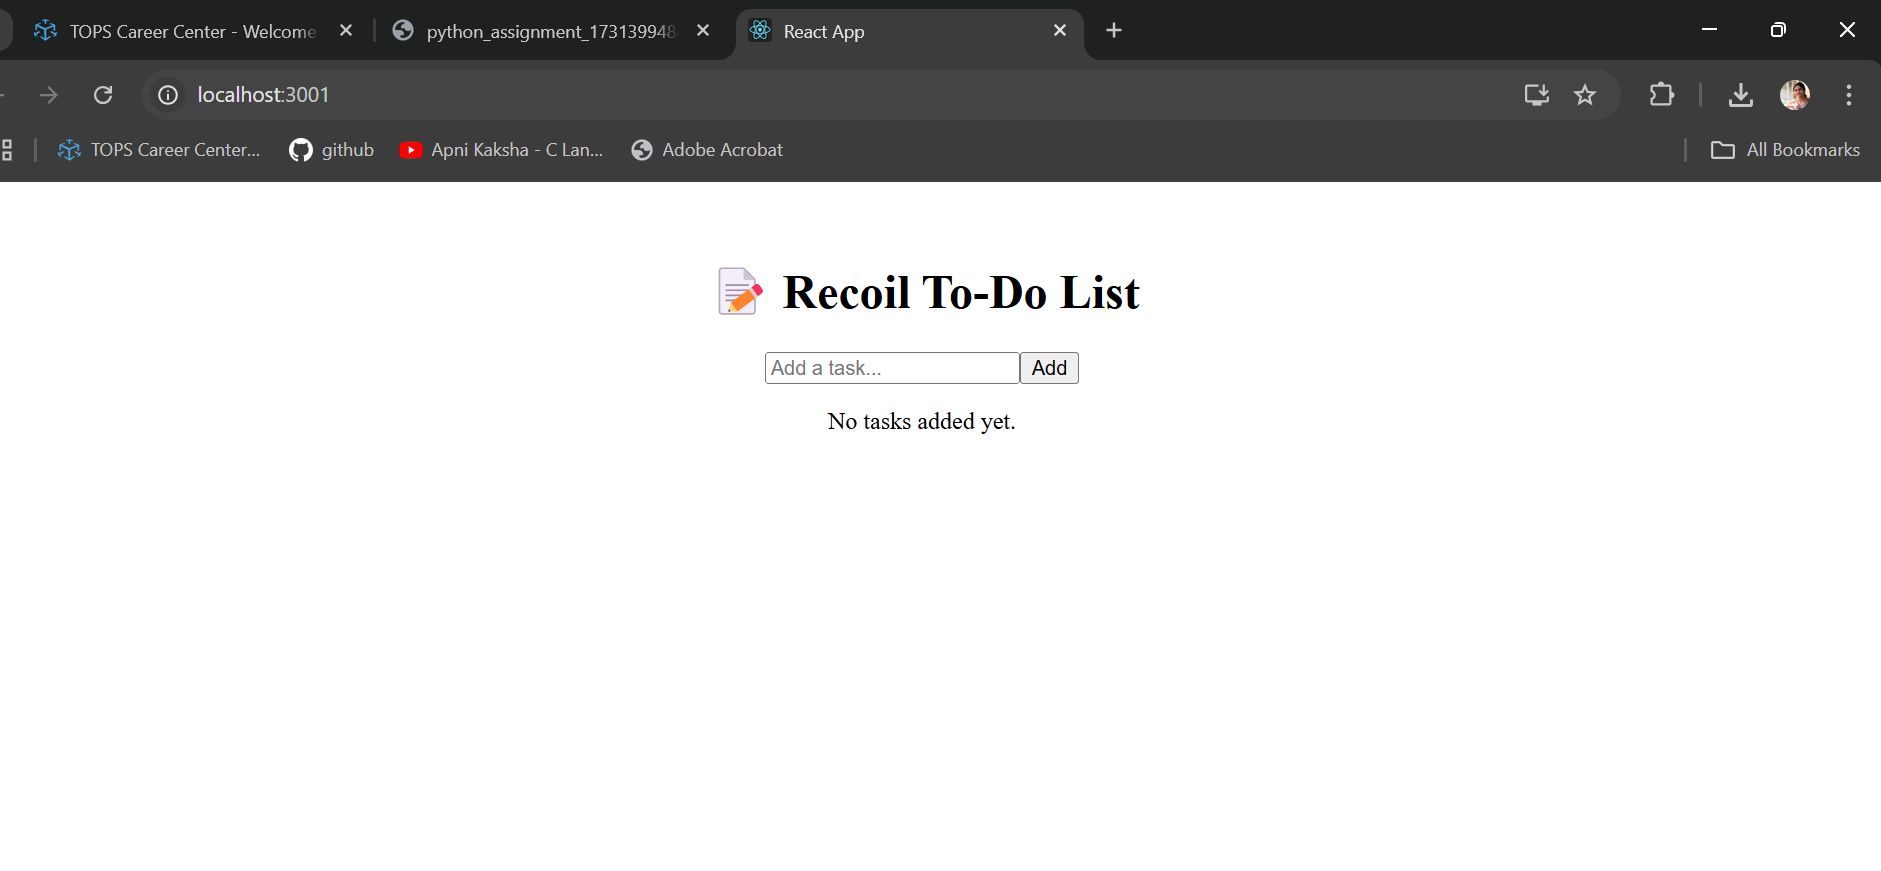 TOPS Career Center - Welcome
python_assignment_173139948
React App
localhost:3001
TOPS Career Center...
github
Apni Kaksha - C Lan...
Adobe Acrobat
All Bookmarks
Recoil To-Do List
Add a task...
Add
No tasks added yet.